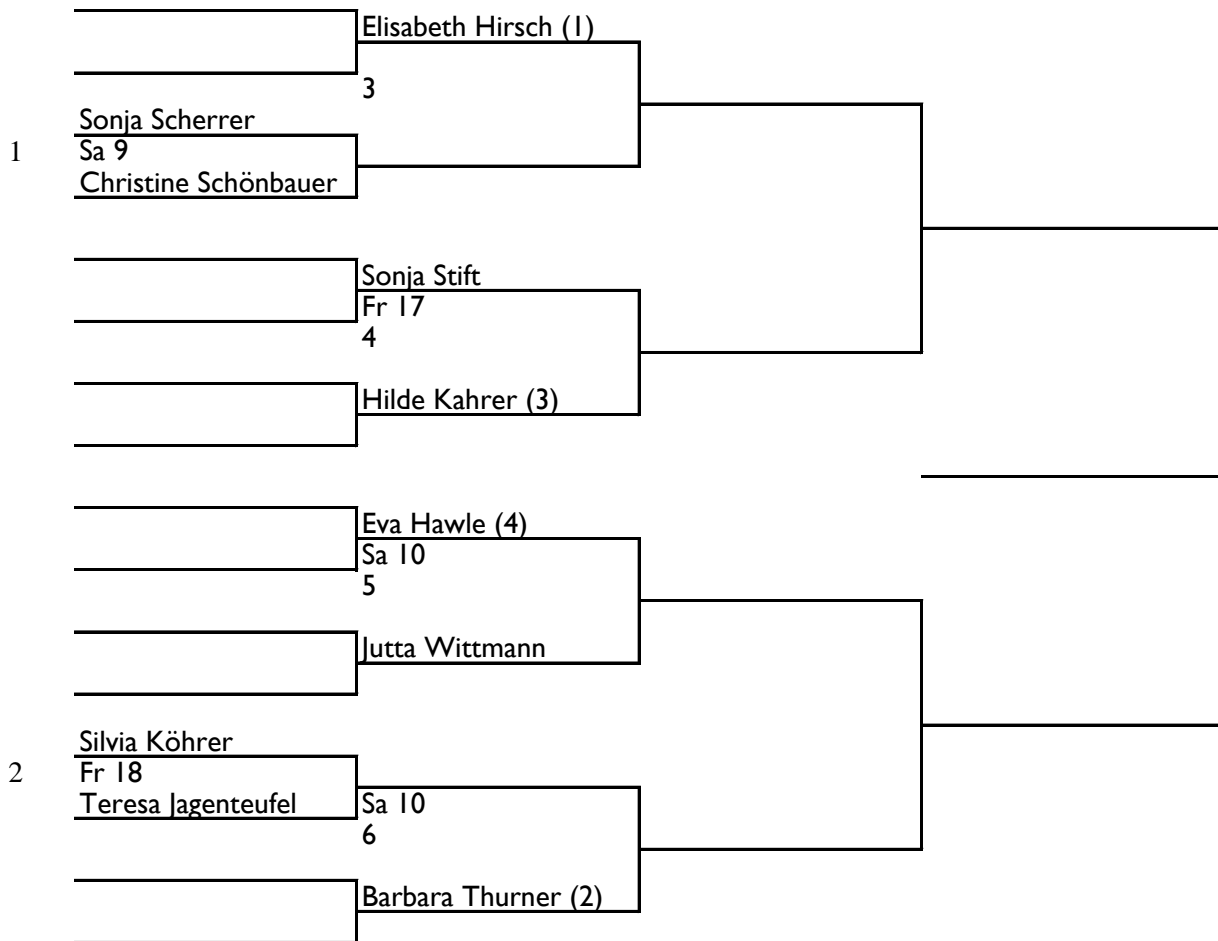 Elisabeth Hirsch (1)
3
Sonja Scherrer
1
Sa 9
Christine Schönbauer
Sonja Stift
Fr 17
4
Hilde Kahrer (3)
Eva Hawle (4)
Sa 10
5
Jutta Wittmann
Silvia Köhrer
2
Fr 18
Teresa Jagenteufel
Sa 10
6
Barbara Thurner (2)